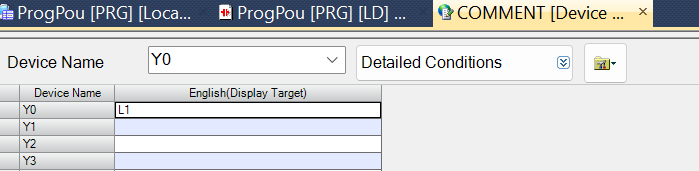 ProgPou [PRG] [Loca...
ProgPou [PRG] [LD] ...
COMMENT [Device ...
Device Name Y0 Detailed Conditions
Device Name English(Display Target)
Y0 L1
Y1
Y2
Y3